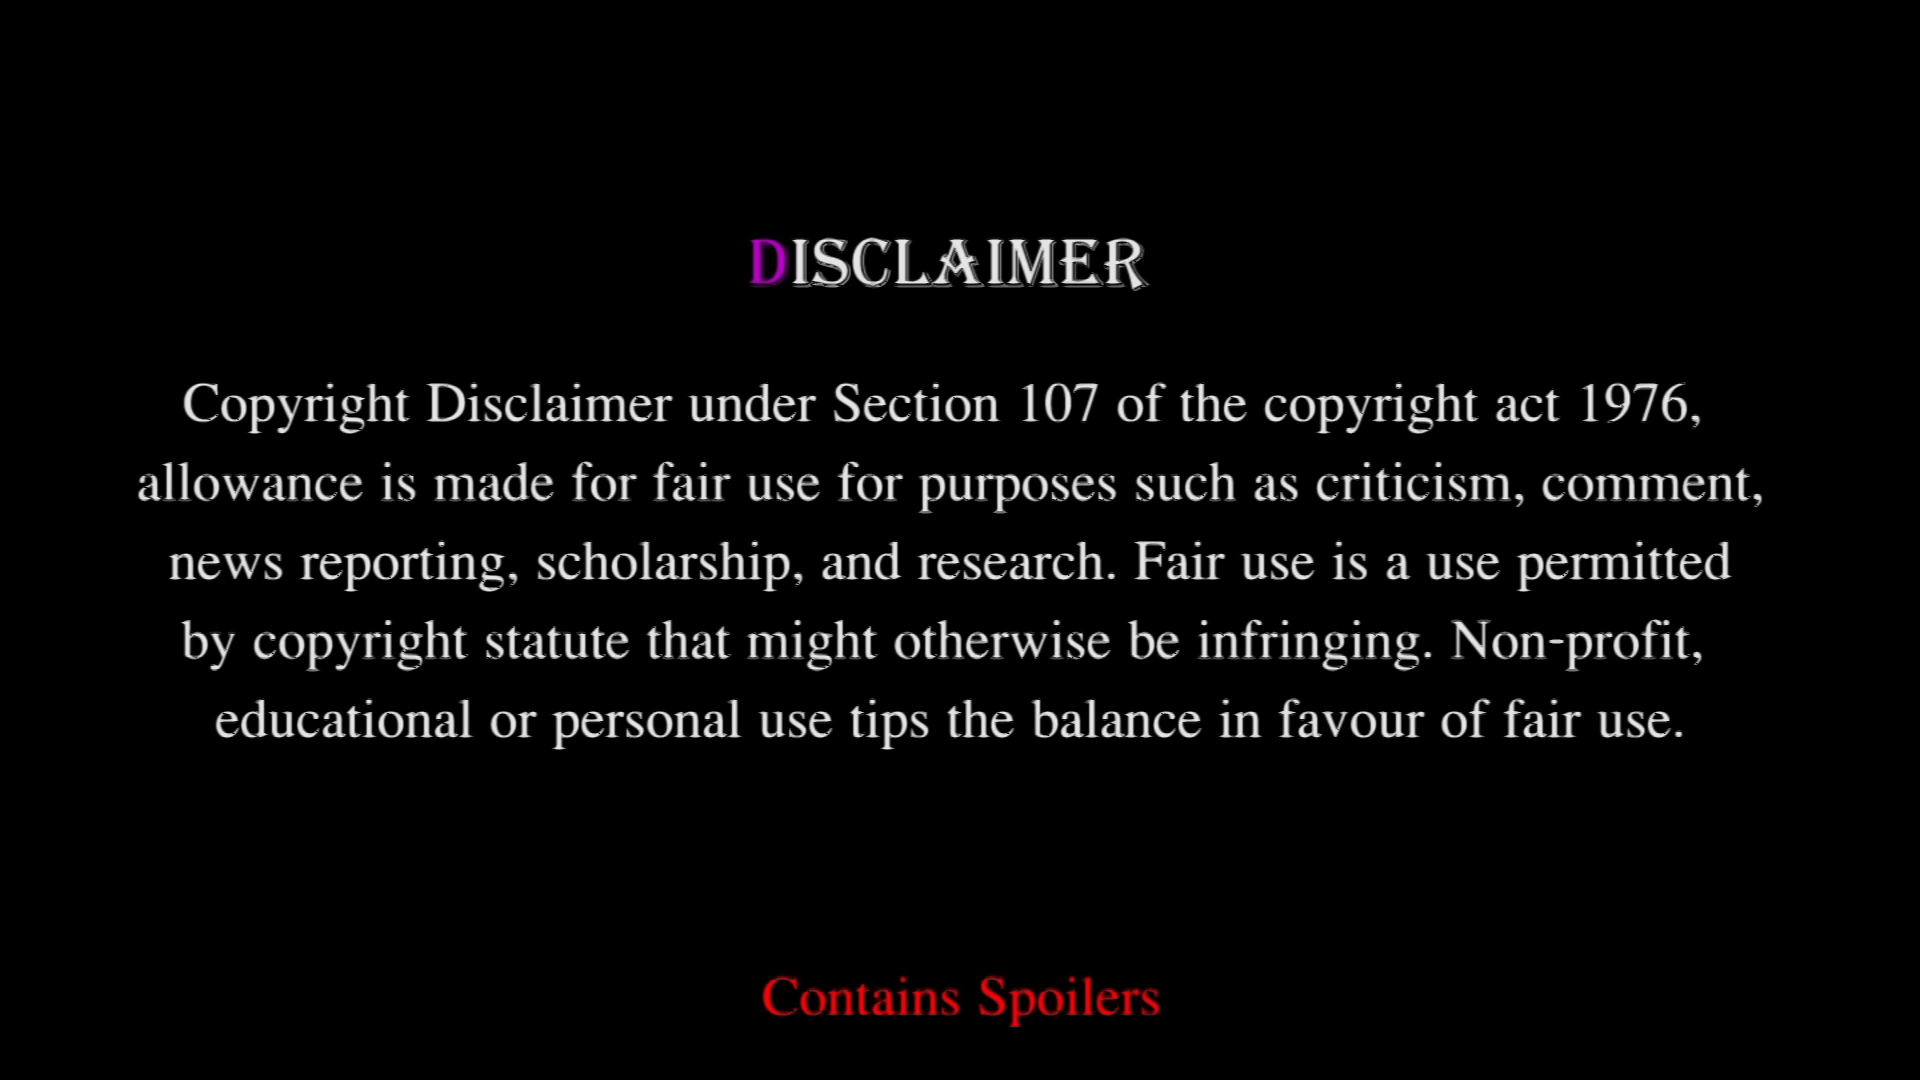 DISCLAIMER
Copyright Disclaimer under Section 107 of the copyright act 1976,
allowance is made for fair use for purposes such as criticism, comment,
news reporting, scholarship, and research. Fair use is a use permitted
by copyright statute that might otherwise be infringing. Non-profit,
educational or personal use tips the balance in favour of fair use.
Contains Spoilers